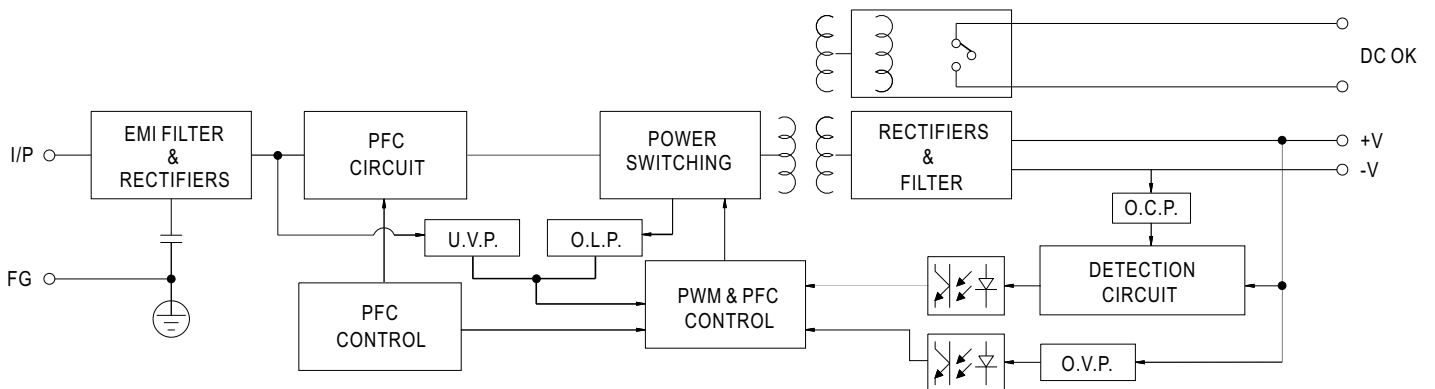 DC OK
I/P
EMI FILTER
&
RECTIFIERS
PFC
CIRCUIT
POWER
SWITCHING
RECTIFIERS
&
FILTER
+V
-V
O.C.P.
U.V.P.
O.L.P.
FG
PFC
CONTROL
PWM & PFC
CONTROL
DETECTION
CIRCUIT
O.V.P.